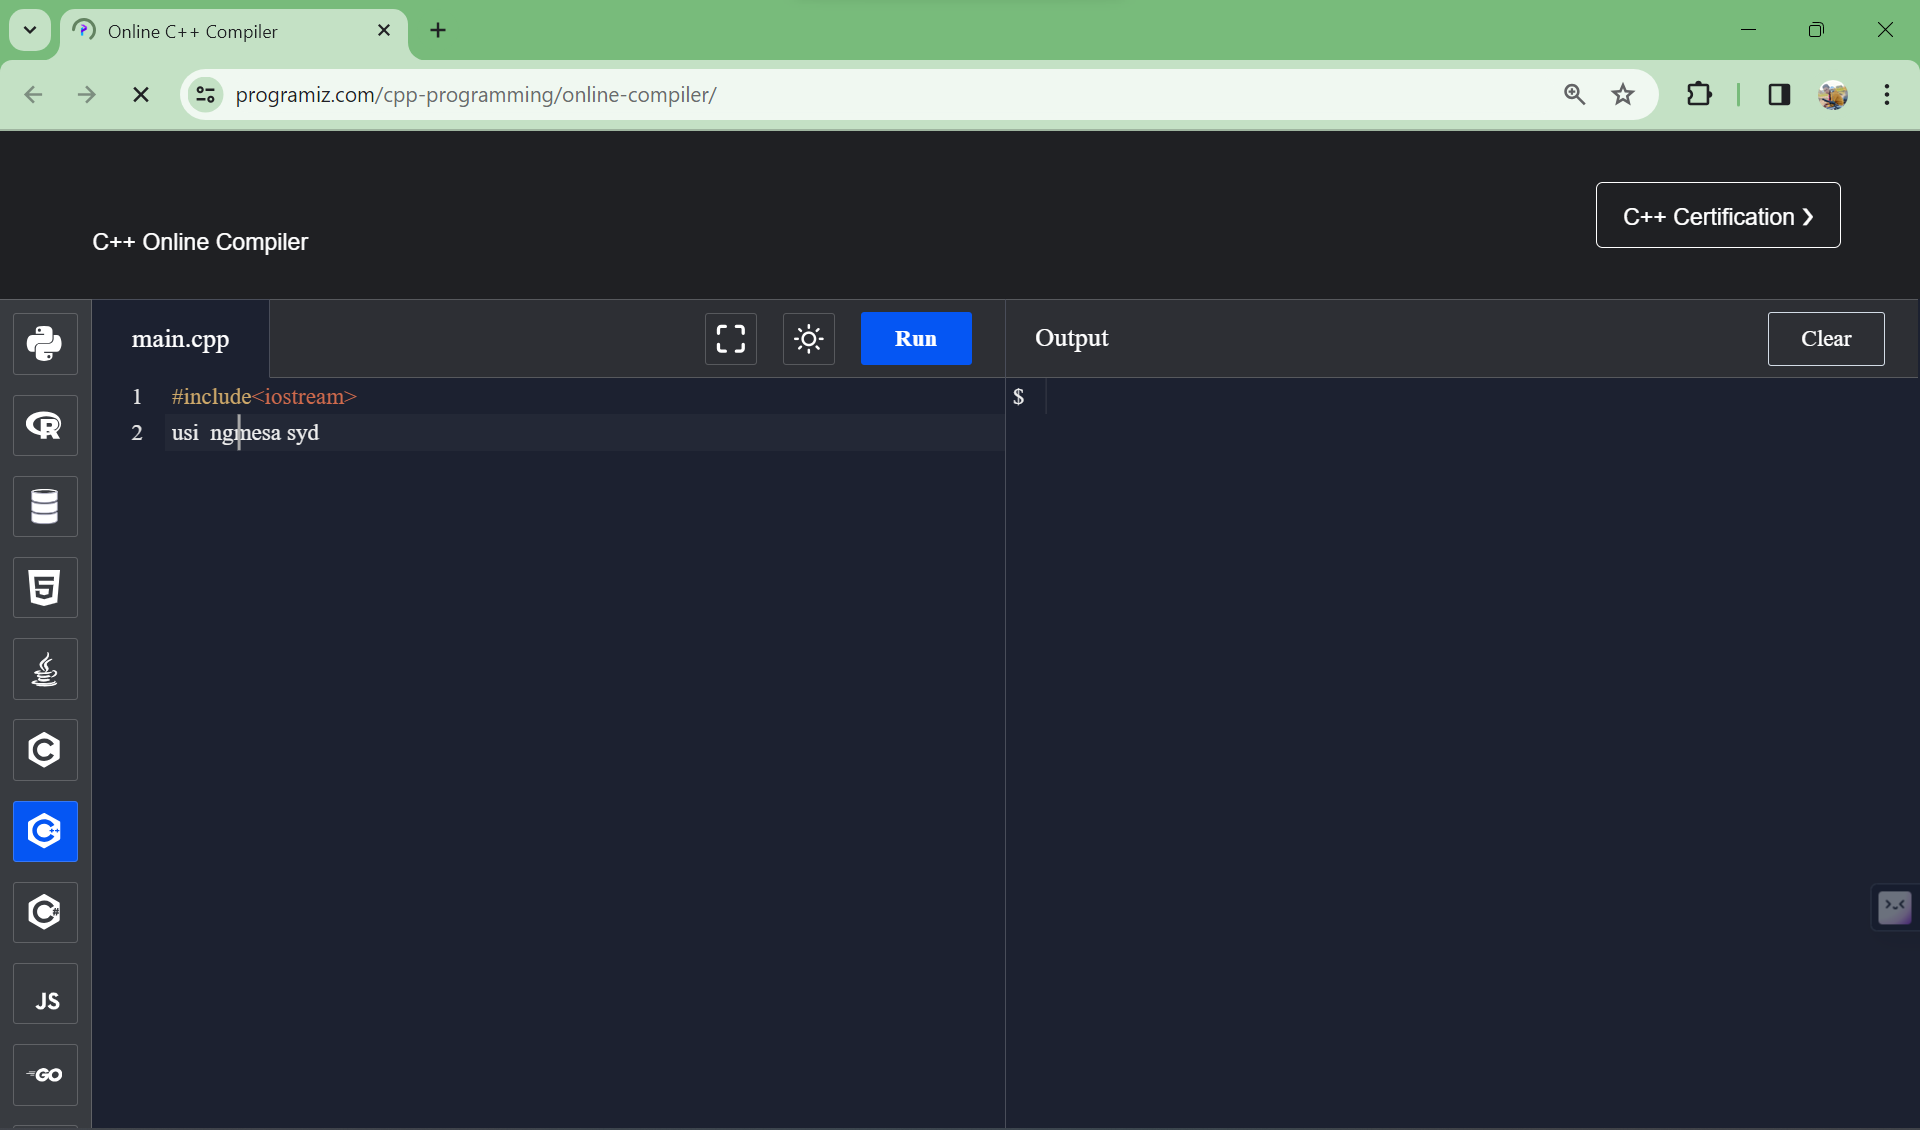 Online C++ Compiler
programiz.com/cpp-programming/online-compiler/
C++ Online Compiler
C++ Certification ❯
main.cpp
Run
Output
Clear
1 #include<iostream>
$
2 usi  ngmesa syd
JS
GO